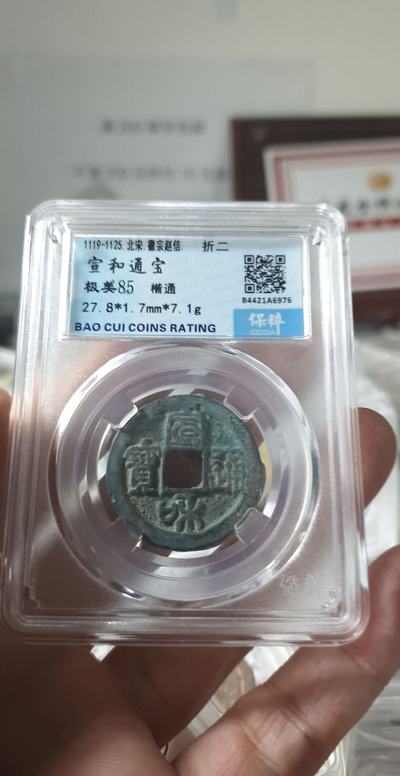 1119-1125.北宋.徽宗赵佶. 折二
宣和通宝
极美85 楷通
27.8*1.7mm*7.1g
B4421A6976
BAO CUI COINS RATING
保粹
宣和通寶